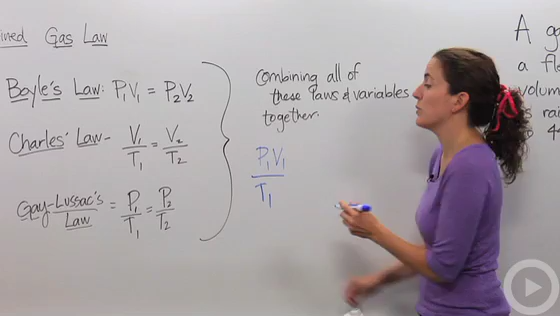 Gas Law
Boyle's Law: P₁V₁ = P₂V₂
Charles' Law - V₁/T₁ = V₂/T₂
Gay-Lussac's Law = P₁/T₁ = P₂/T₂
Combining all of
these laws & variables
together.
P₁V₁/T₁
A
a
volum